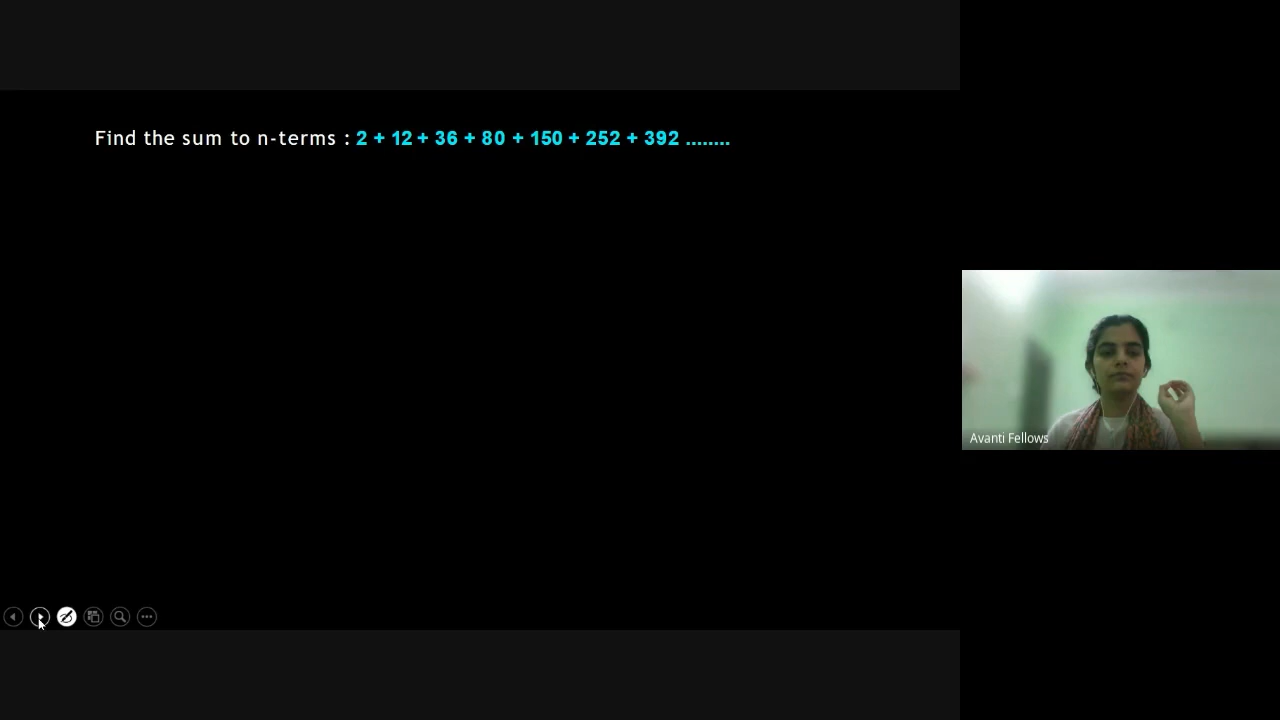 Find the sum to n-terms : 2 + 12 + 36 + 80 + 150 + 252 + 392 ........
Avanti Fellows